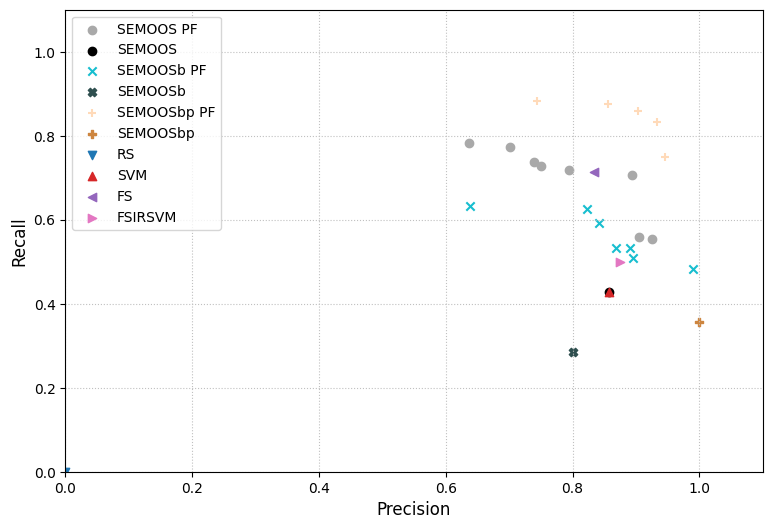 SEMOOS PF
SEMOOS
SEMOOSb PF
SEMOOSb
SEMOOSbp PF
SEMOOSbp
RS
SVM
FS
FSIRSVM
1.0
0.8
0.6
0.4
0.2
0.0
Recall
0.0 0.2 0.4 0.6 0.8 1.0
Precision